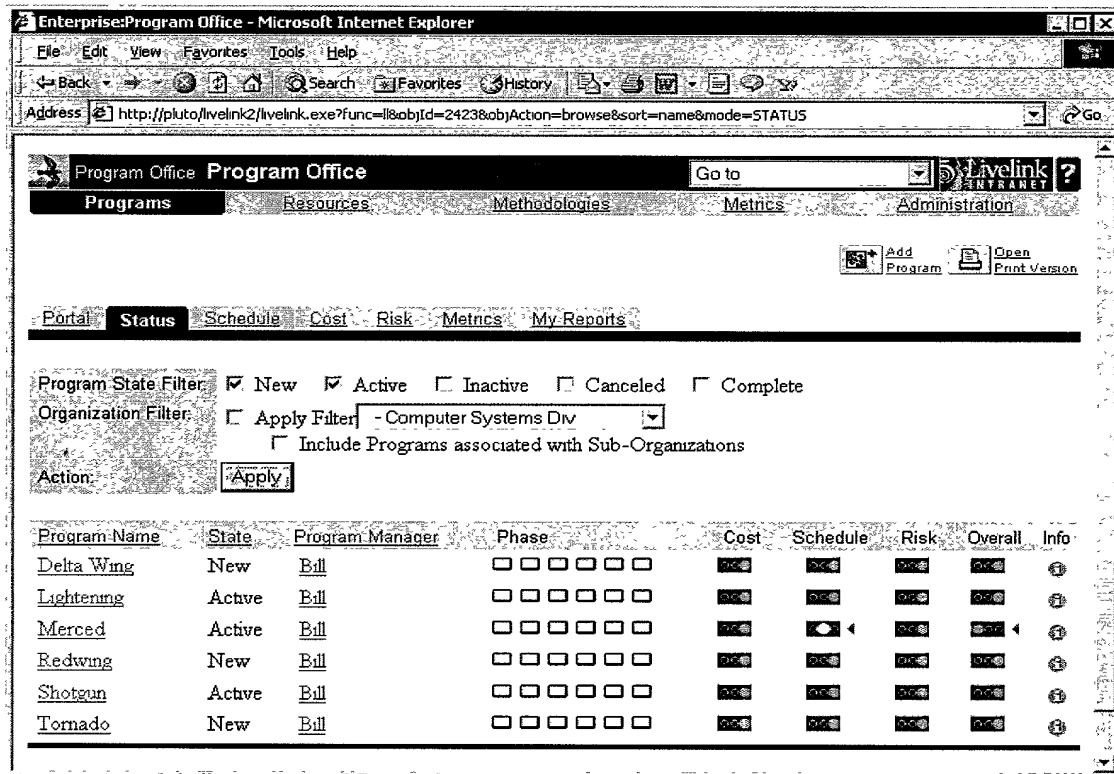 Enterprise:Program Office - Microsoft Internet Explorer
File Edit View Favorites Tools Help
Back Search Favorites History
Address http://pluto/livelink2/livelink.exe?func=ll&objId=2423&objAction=browse&sort=name&mode=STATUS Go
Program Office Program Office Go to Livelink INTRANET ?
Programs Resources Methodologies Metrics Administration
Add Program Open Print Version
Portal Status Schedule Cost Risk Metrics My Reports
Program State Filter: New Active Inactive Canceled Complete
Organization Filter: Apply Filter - Computer Systems Div
Include Programs associated with Sub-Organizations
Action: Apply
Program Name State Program Manager Phase Cost Schedule Risk Overall Info
Delta Wing New Bill
Lightening Active Bill
Merced Active Bill
Redwing New Bill
Shotgun Active Bill
Tornado New Bill